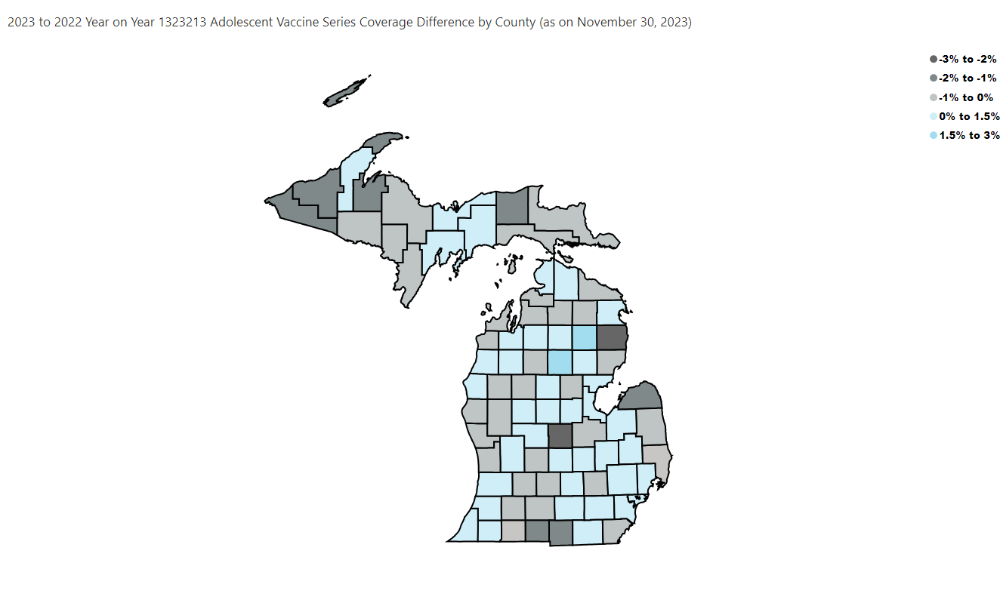 2023 to 2022 Year on Year 1323213 Adolescent Vaccine Series Coverage Difference by County (as on November 30, 2023)
-3% to -2%
-2% to -1%
-1% to 0%
0% to 1.5%
1.5% to 3%